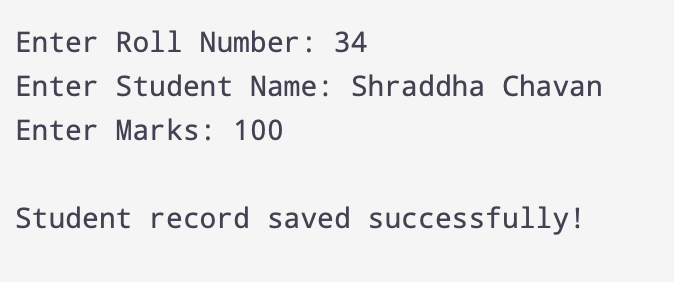 Enter Roll Number: 34
Enter Student Name: Shraddha Chavan
Enter Marks: 100
Student record saved successfully!